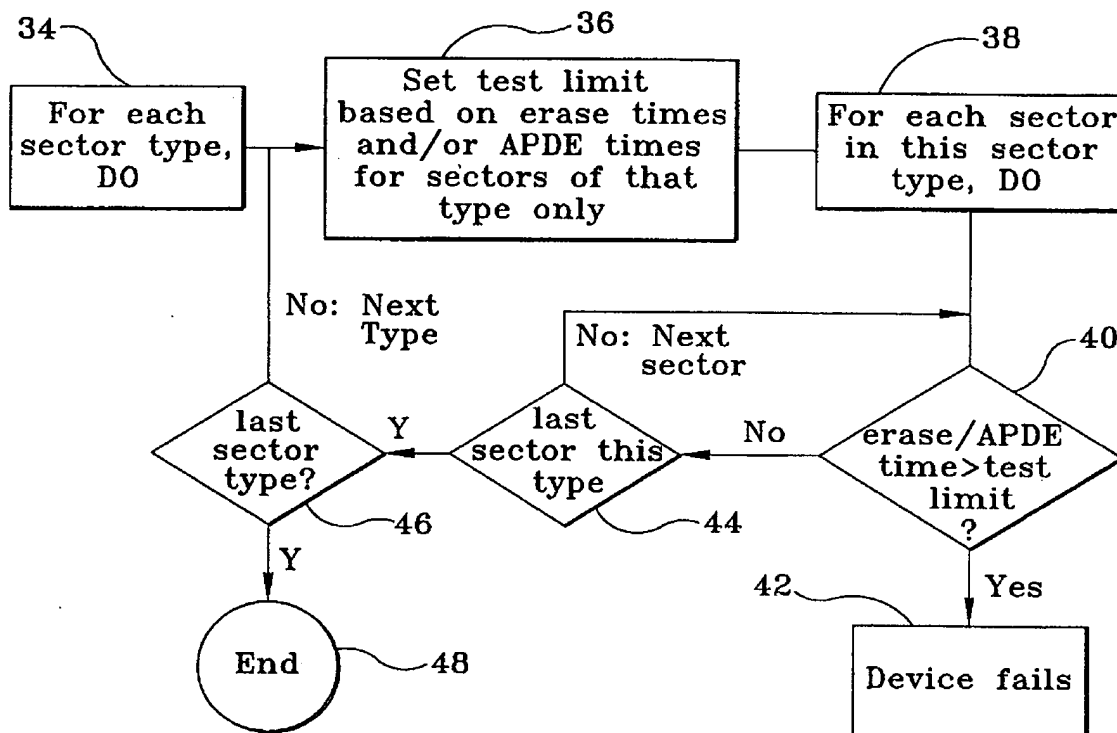 34
For each
sector type,
DO
36
Set test limit
based on erase times
and/or APDE times
for sectors of that
type only
38
For each sector
in this sector
type, DO
No: Next
Type
No: Next
sector
40
erase/APDE
time>test
limit
?
No
last
sector this
type
44
Y
last
sector
type?
46
Y
End
48
Yes
42
Device fails